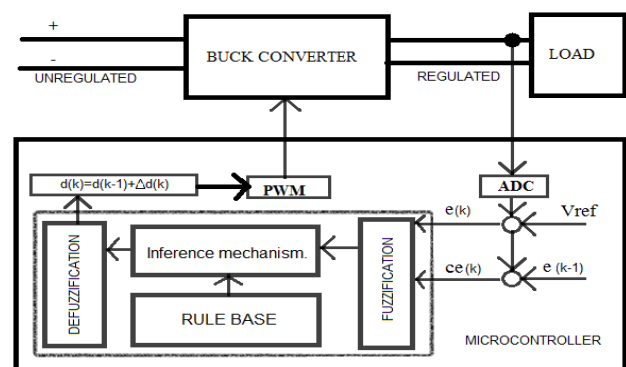 +
-
UNREGULATED
BUCK CONVERTER
REGULATED
LOAD
d(k)=d(k-1)+Δd(k)
PWM
ADC
e(k)
Vref
DEFUZZIFICATION
Inference mechanism.
RULE BASE
FUZZIFICATION
ce(k)
e(k-1)
MICROCONTROLLER